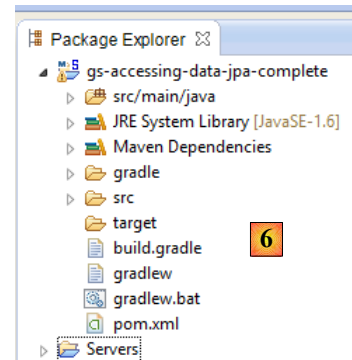 Package Explorer
gs-accessing-data-jpa-complete
src/main/java
JRE System Library [JavaSE-1.6]
Maven Dependencies
gradle
src
target
build.gradle
6
gradlew
gradlew.bat
pom.xml
Servers